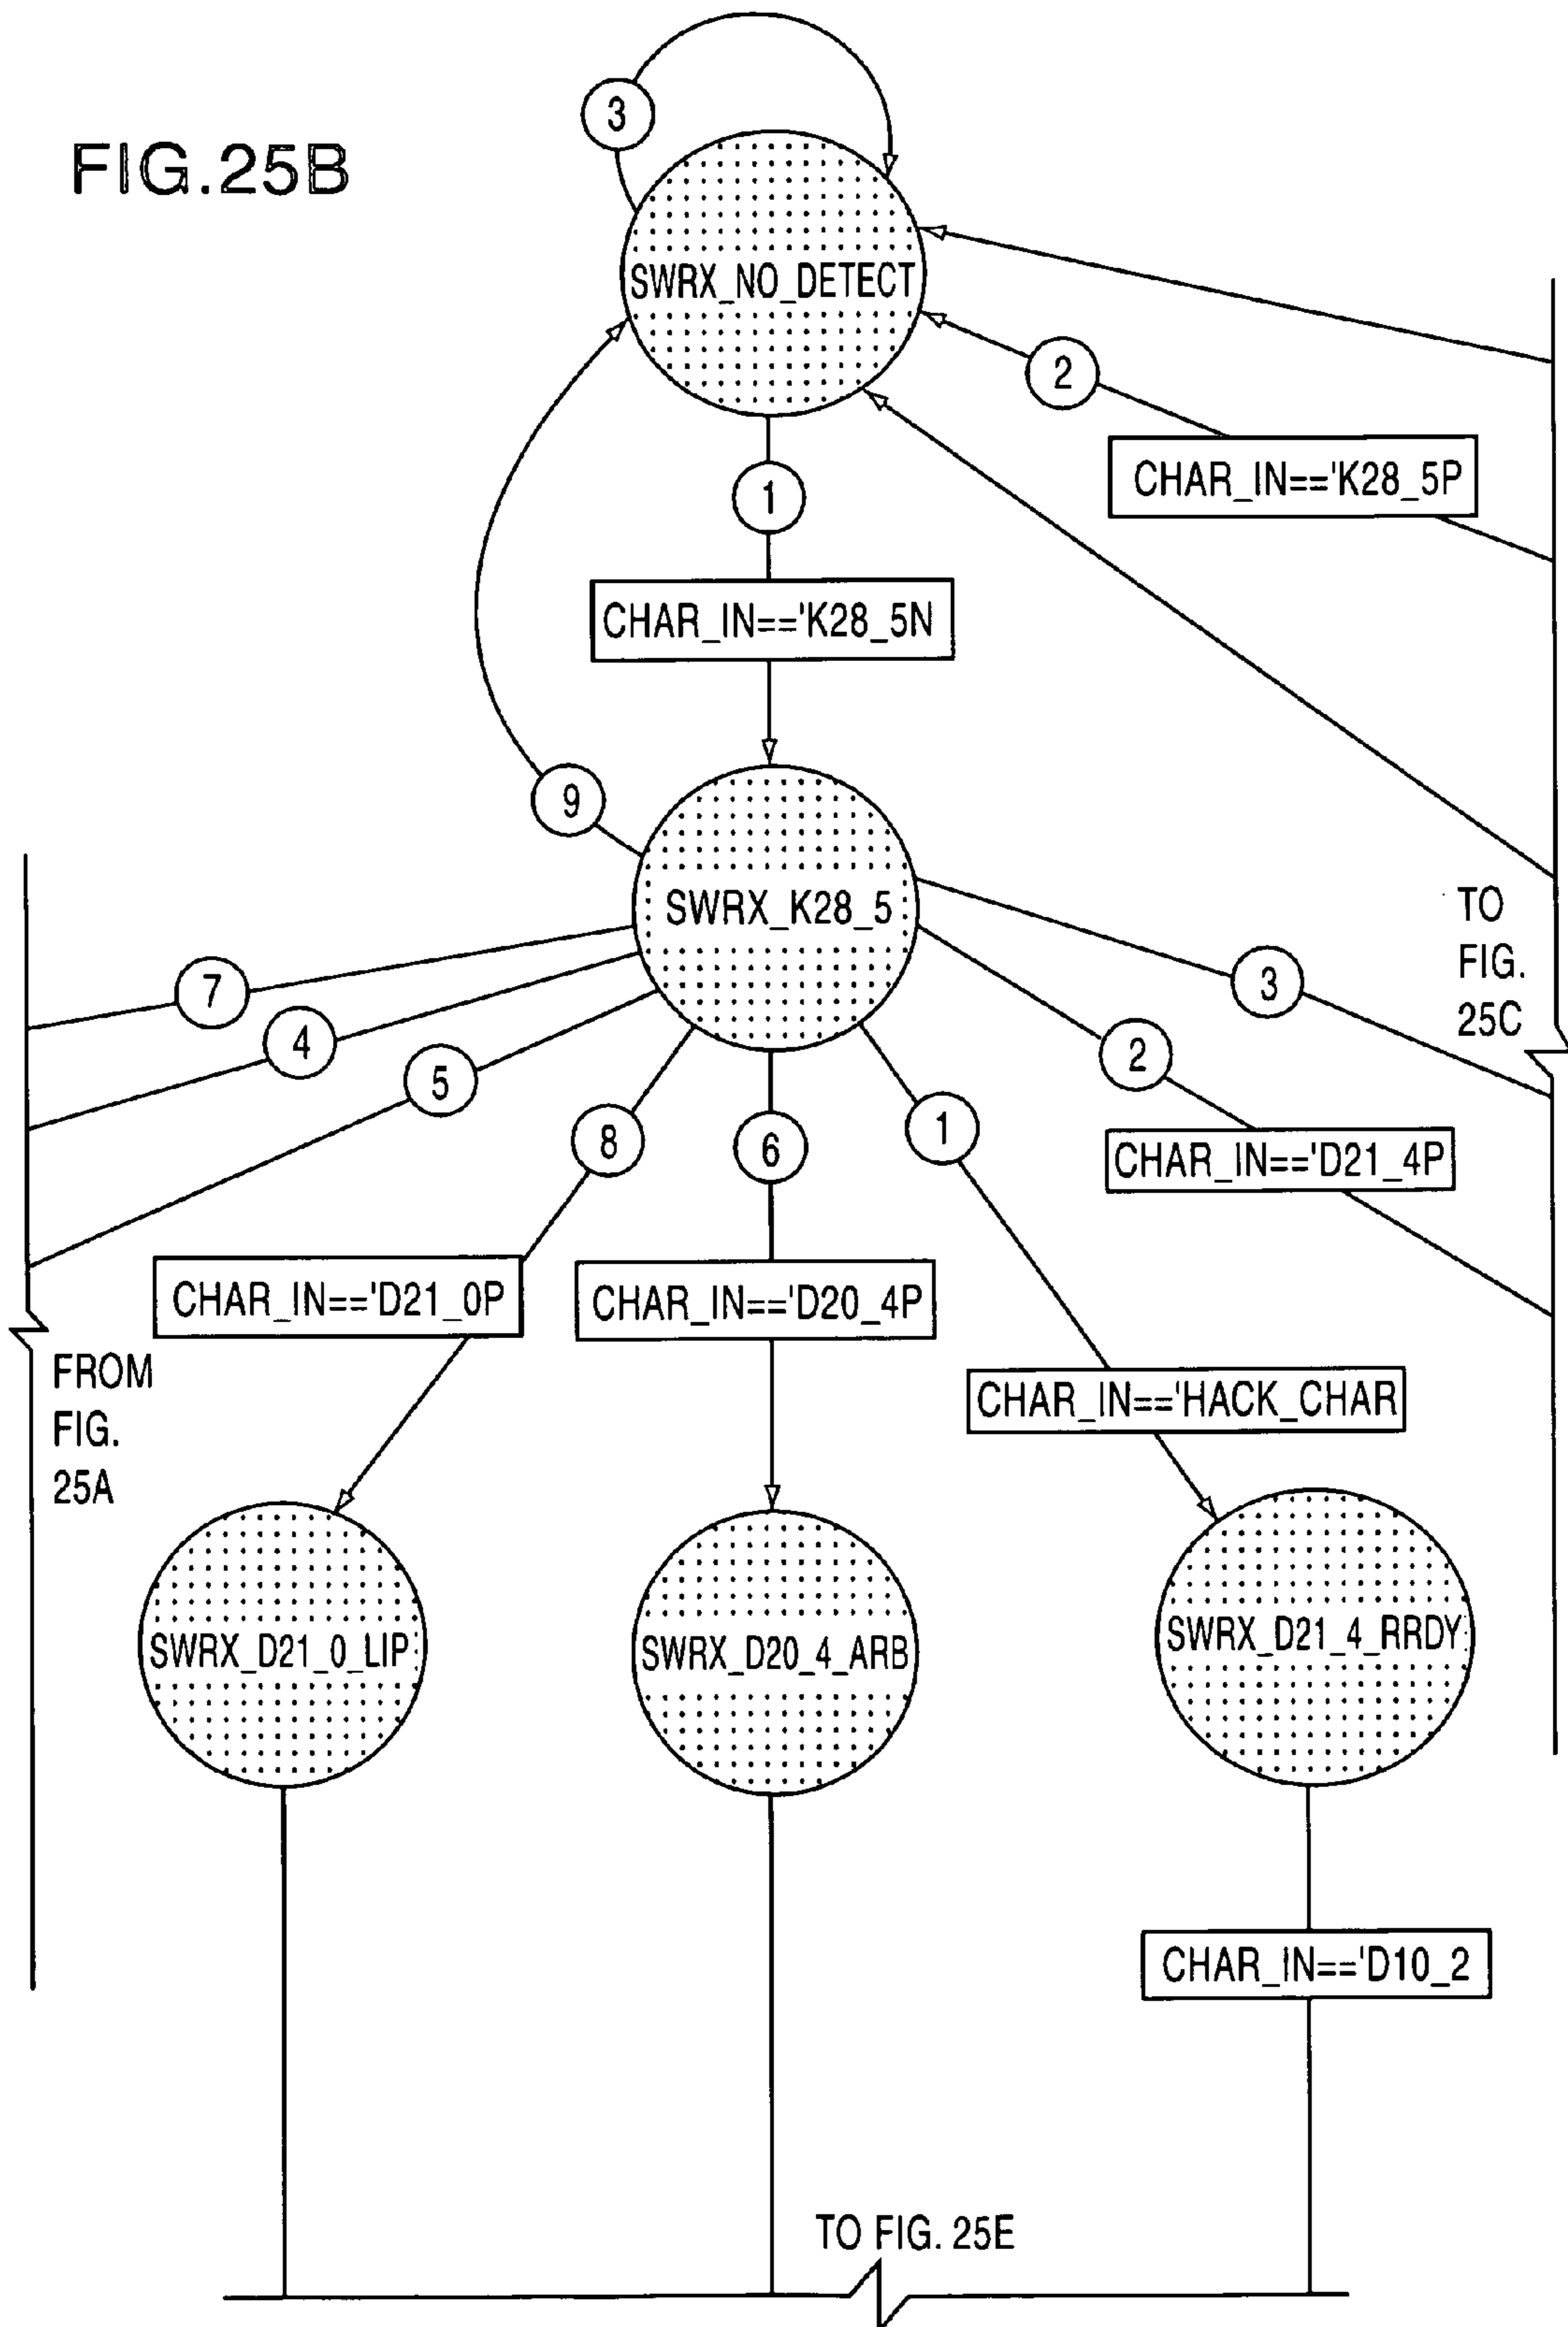 FIG.25B
3
SWRX_NO_DETECT
2
CHAR_IN=='K28_5P
1
CHAR_IN=='K28_5N
9
SWRX_K28_5
TO
FIG.
25C
7
4
5
8
6
1
2
3
CHAR_IN=='D21_4P
CHAR_IN=='D21_0P
CHAR_IN=='D20_4P
CHAR_IN=='HACK_CHAR
FROM
FIG.
25A
SWRX_D21_0_LIP
SWRX_D20_4_ARB
SWRX_D21_4_RRDY
CHAR_IN=='D10_2
TO FIG. 25E